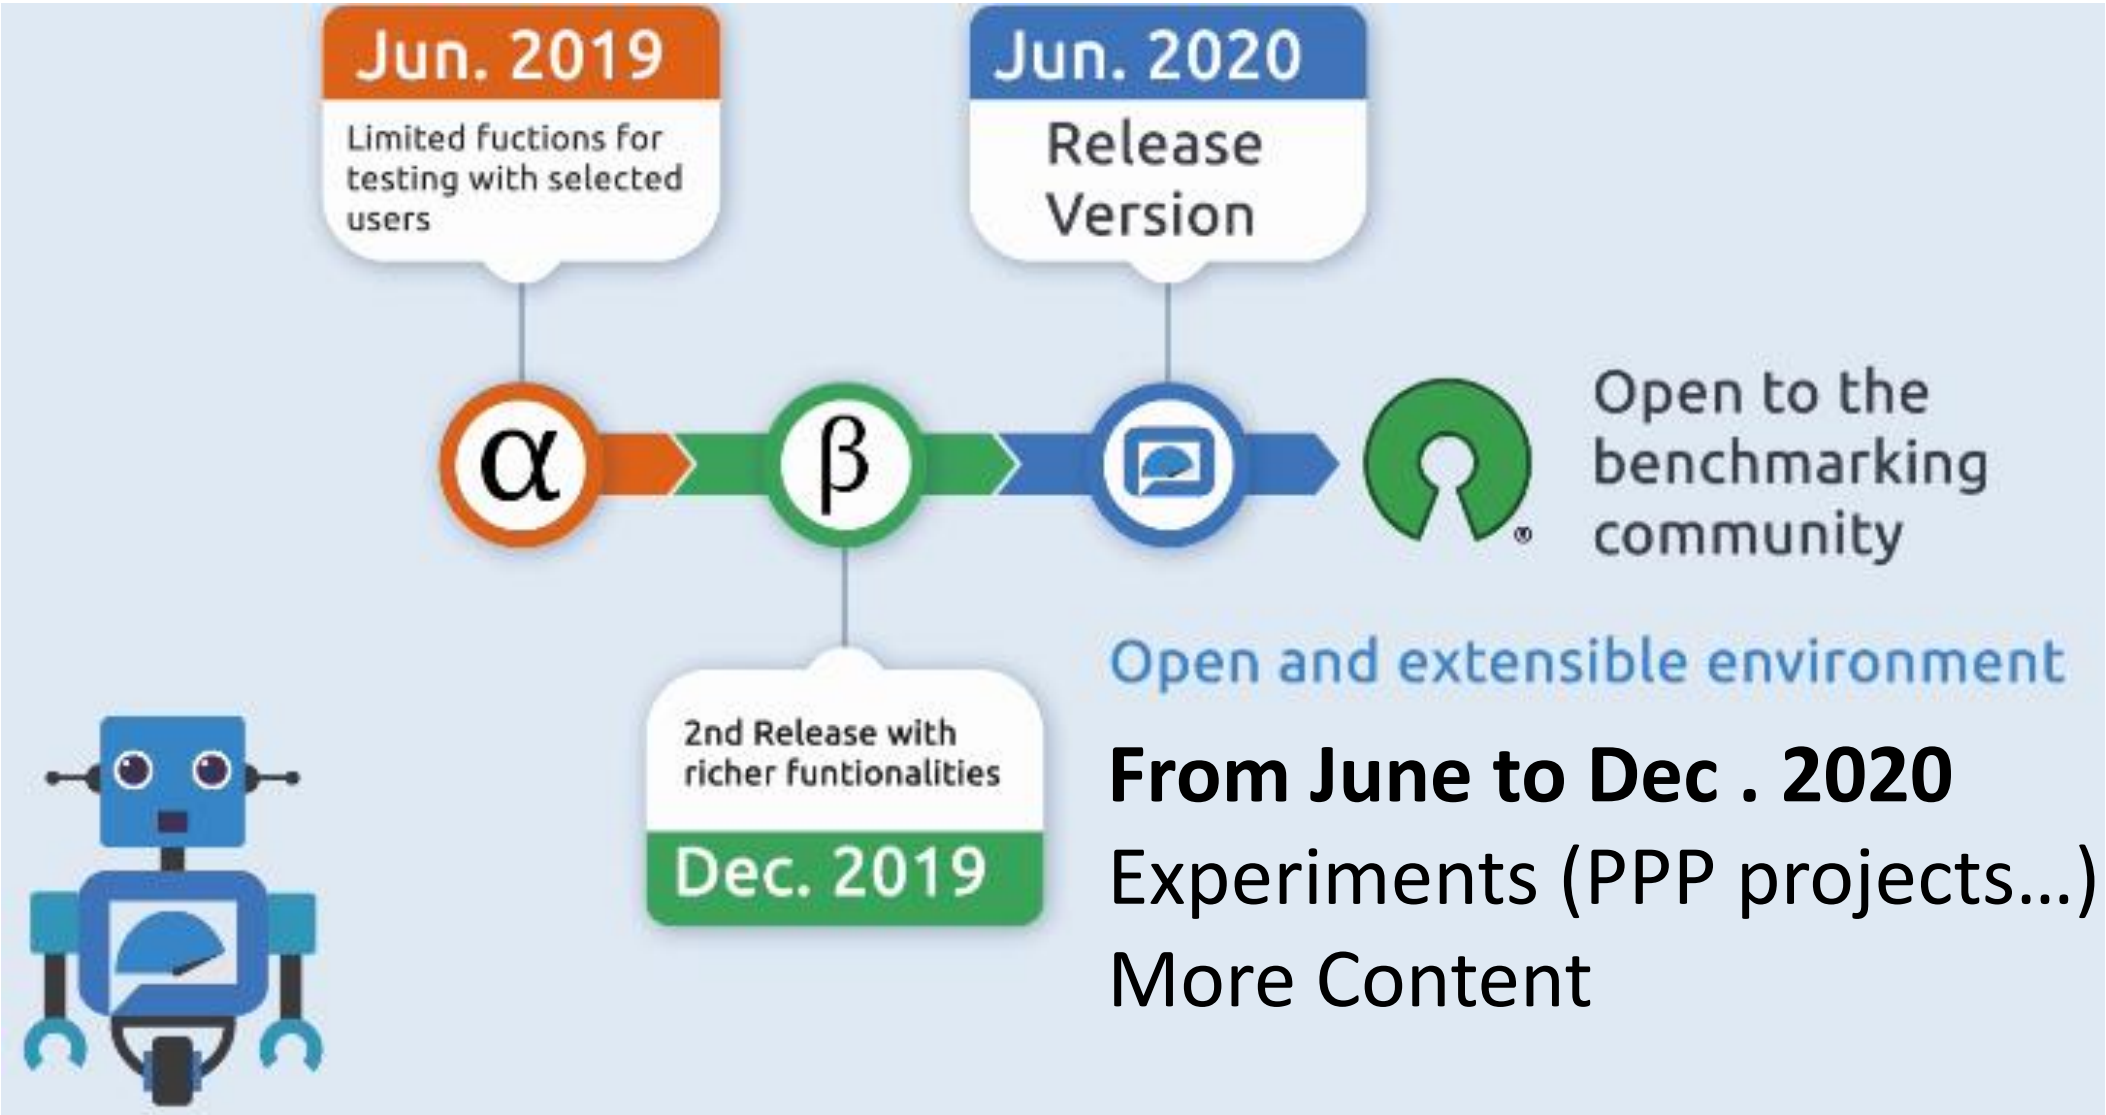 Jun. 2019
Limited fuctions for
testing with selected
users
Jun. 2020
Release
Version
α
β
®
Open to the
benchmarking
community
2nd Release with
richer funtionalities
Dec. 2019
Open and extensible environment
From June to Dec . 2020
Experiments (PPP projects...)
More Content